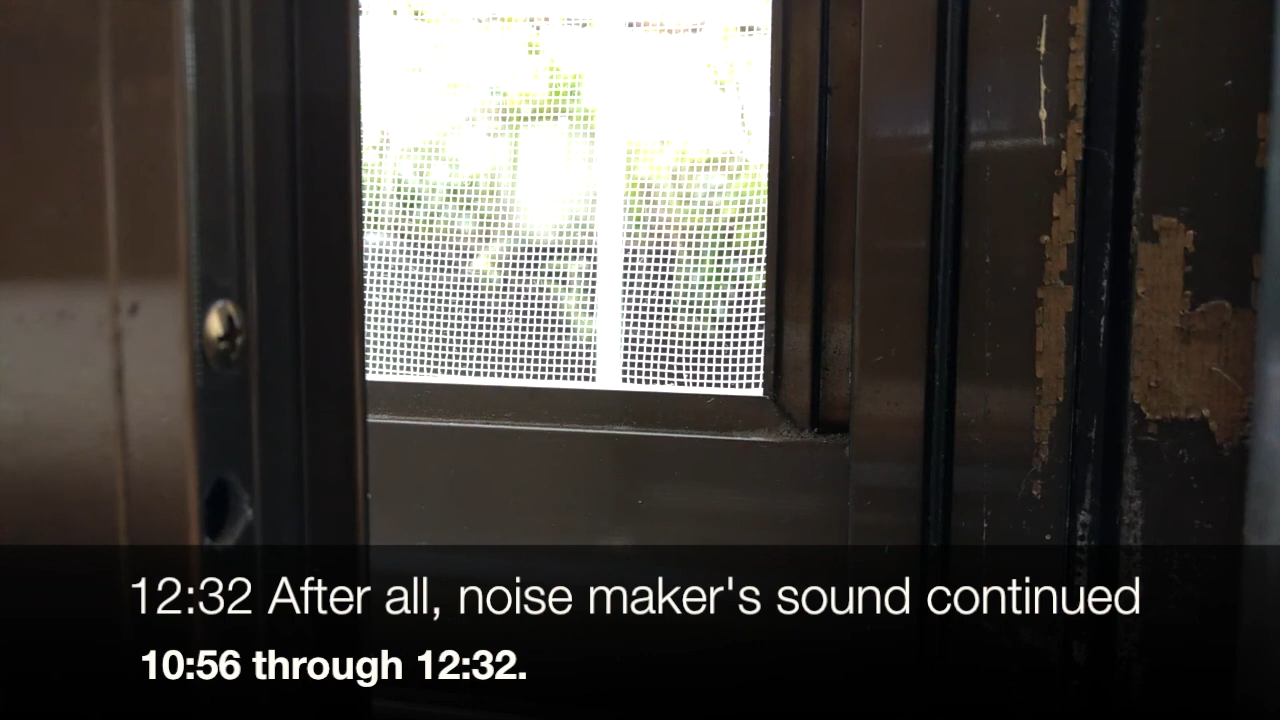 12:32 After all, noise maker's sound continued
10:56 through 12:32.